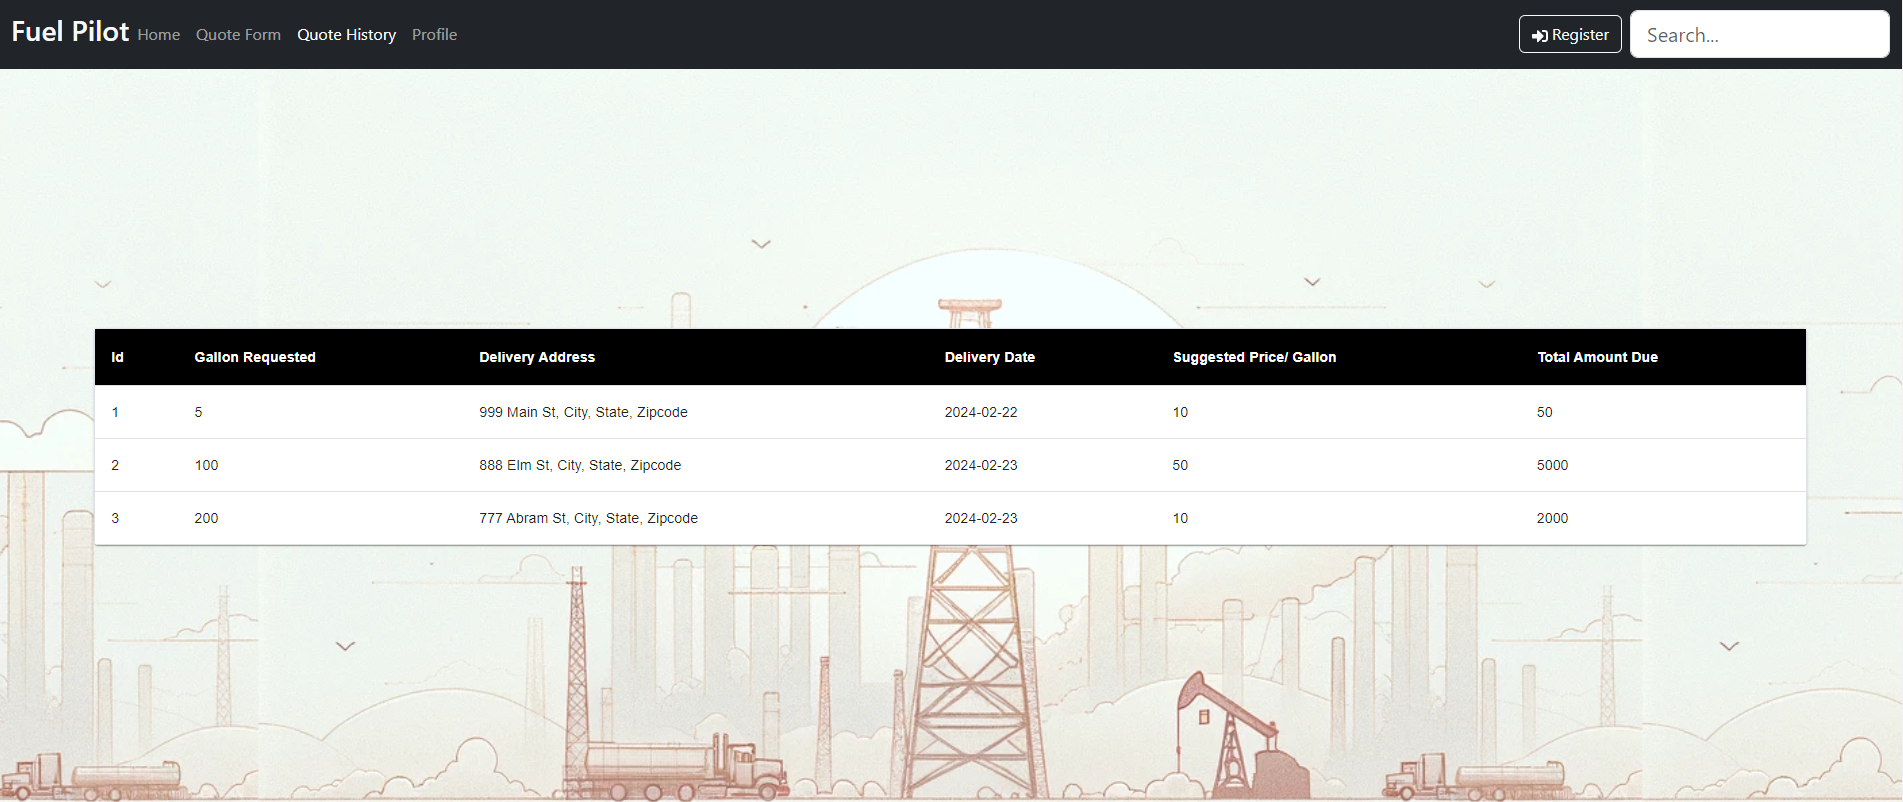 Fuel Pilot Home Quote Form Quote History Profile Register Search...
Id Gallon Requested Delivery Address Delivery Date Suggested Price/ Gallon Total Amount Due
1 5 999 Main St, City, State, Zipcode 2024-02-22 10 50
2 100 888 Elm St, City, State, Zipcode 2024-02-23 50 5000
3 200 777 Abram St, City, State, Zipcode 2024-02-23 10 2000